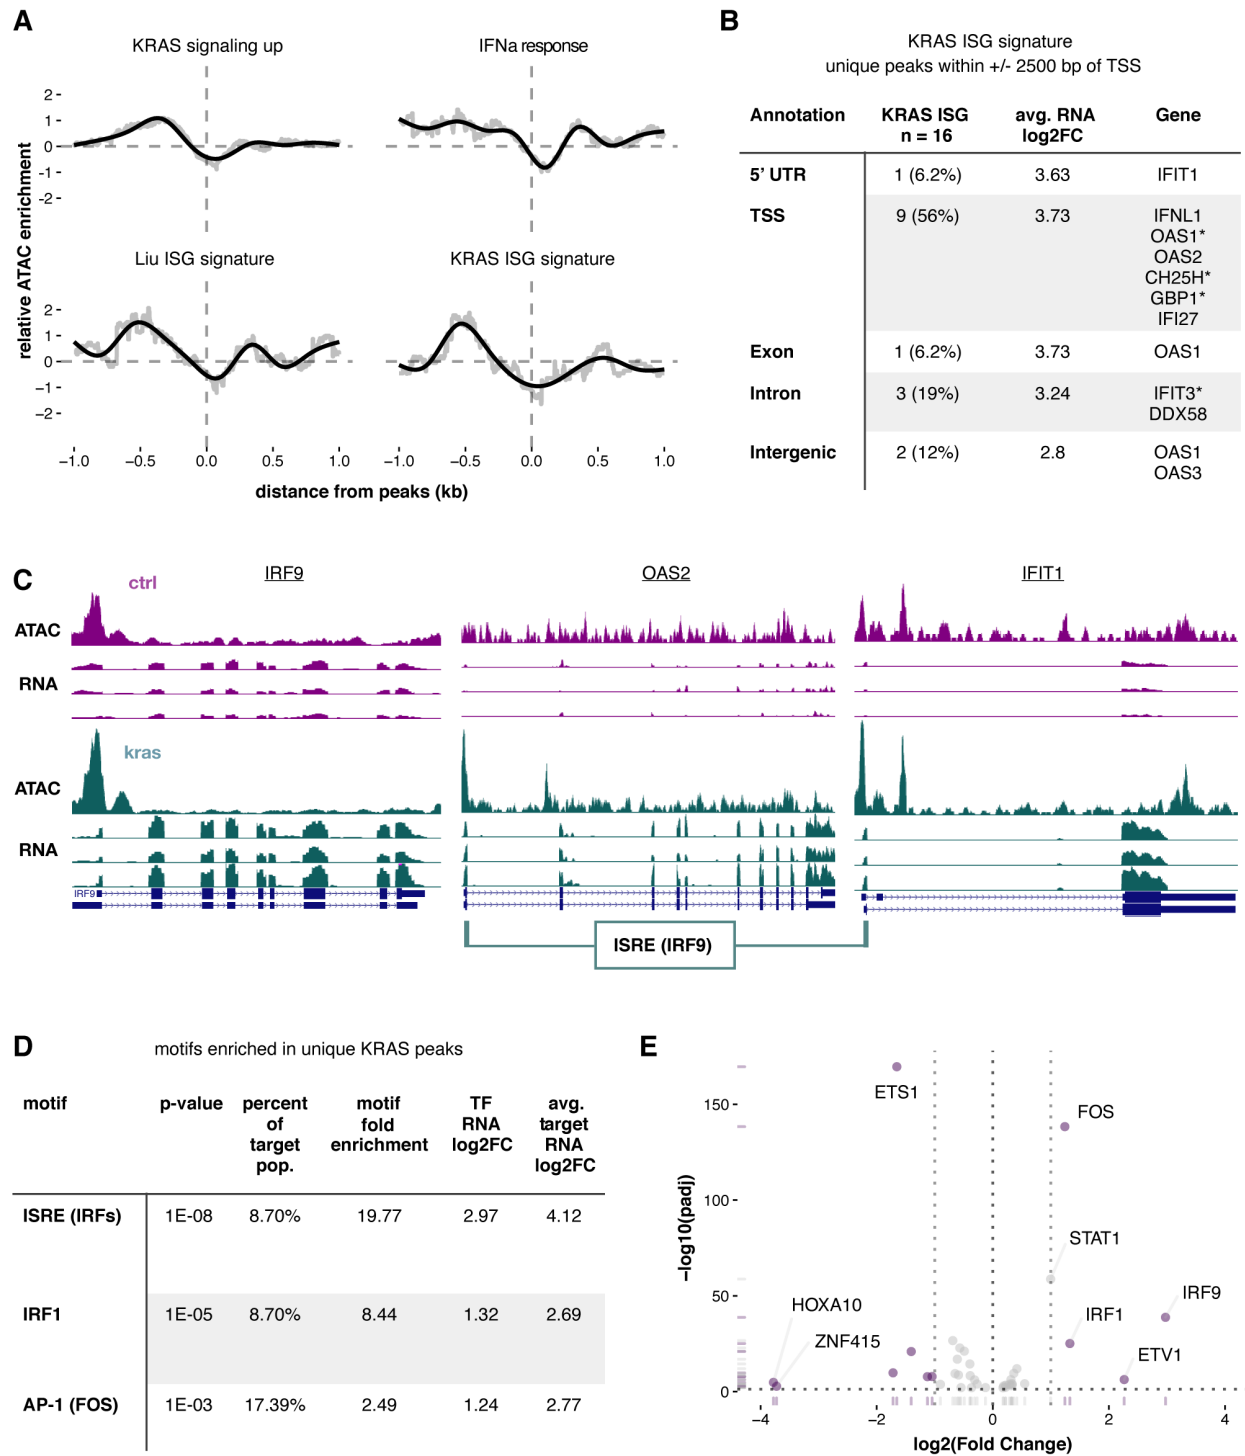 A
KRAS signaling up
IFNa response
2
1
0
−1
−2
Liu ISG signature
KRAS ISG signature
2
1
0
−1
−2
relative ATAC enrichment
−1.0 −0.5 0.0 0.5 1.0
−1.0 −0.5 0.0 0.5 1.0
distance from peaks (kb)
B
KRAS ISG signature
unique peaks within +/- 2500 bp of TSS
Annotation KRAS ISG avg. RNA Gene
n = 16 log2FC
5' UTR 1 (6.2%) 3.63 IFIT1
TSS 9 (56%) 3.73 IFNL1
OAS1*
OAS2
CH25H*
GBP1*
IFI27
Exon 1 (6.2%) 3.73 OAS1
Intron 3 (19%) 3.24 IFIT3*
DDX58
Intergenic 2 (12%) 2.8 OAS1
OAS3
C
ctrl
IRF9
OAS2
IFIT1
ATAC
RNA
kras
ATAC
RNA
IRF9
ISRE (IRF9)
D
motifs enriched in unique KRAS peaks
motif p-value percent motif TF avg.
of fold RNA target
target enrichment log2FC RNA
pop. log2FC
ISRE (IRFs) 1E-08 8.70% 19.77 2.97 4.12
IRF1 1E-05 8.70% 8.44 1.32 2.69
AP-1 (FOS) 1E-03 17.39% 2.49 1.24 2.77
E
ETS1
FOS
STAT1
IRF9
HOXA10
IRF1
ZNF415
ETV1
150
100
50
0
−log10(padj)
−4 −2 0 2 4
log2(Fold Change)